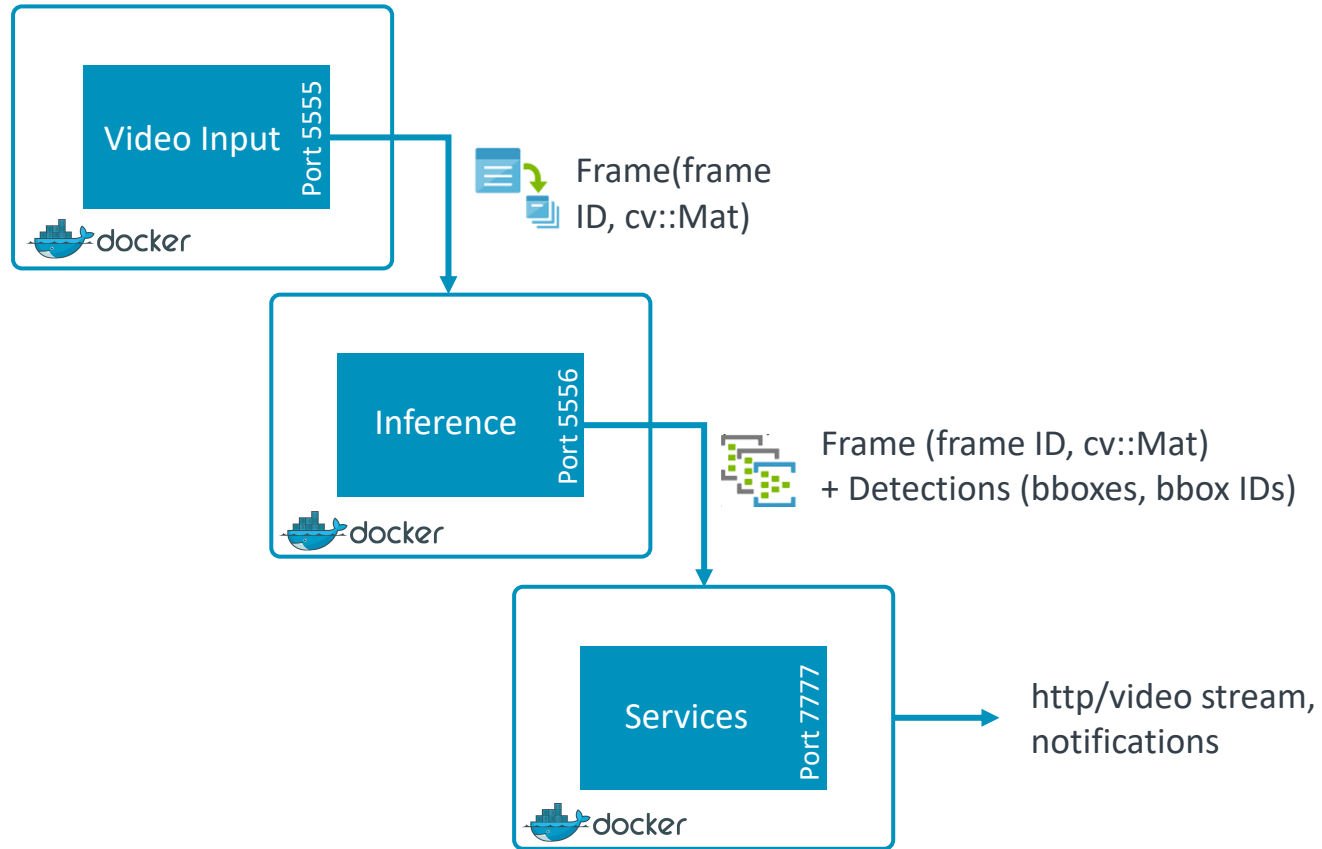 Video Input
Port 5555
docker
Frame(frame
ID, cv::Mat)
Inference
Port 5556
docker
Frame (frame ID, cv::Mat)
+ Detections (bboxes, bbox IDs)
Services
Port 7777
docker
http/video stream,
notifications